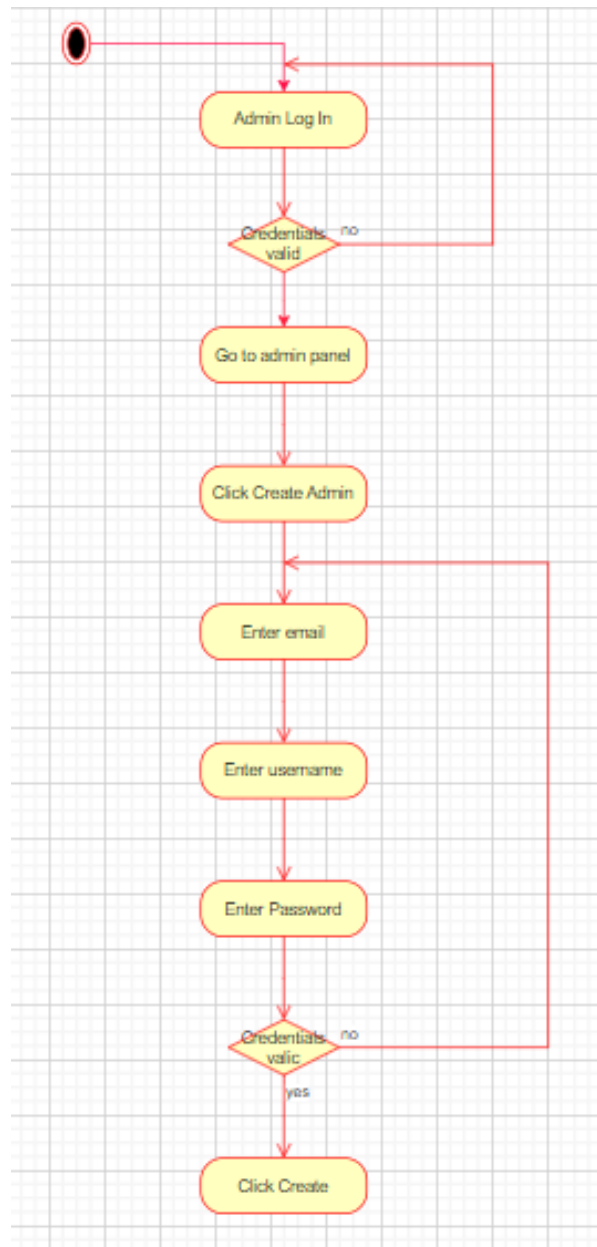 Admin Log In
Credentials
valid
no
Go to admin panel
Click Create Admin
Enter email
Enter username
Enter Password
Credentials
valic
no
yes
Click Create